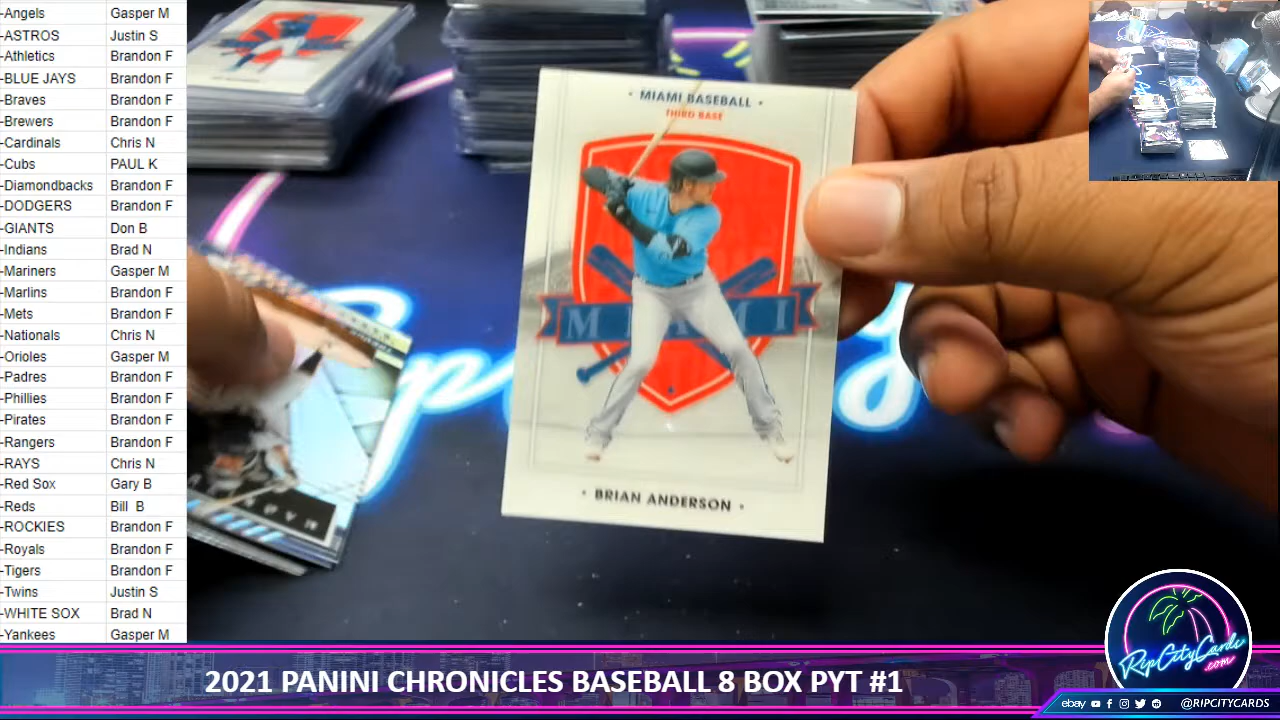 -Angels Gasper M
-ASTROS Justin S
-Athletics Brandon F
-BLUE JAYS Brandon F
-Braves Brandon F
-Brewers Brandon F
-Cardinals Chris N
-Cubs PAUL K
-Diamondbacks Brandon F
-DODGERS Brandon F
-GIANTS Don B
-Indians Brad N
-Mariners Gasper M
-Marlins Brandon F
-Mets Brandon F
-Nationals Chris N
-Orioles Gasper M
-Padres Brandon F
-Phillies Brandon F
-Pirates Brandon F
-Rangers Brandon F
-RAYS Chris N
-Red Sox Gary B
-Reds Bill B
-ROCKIES Brandon F
-Royals Brandon F
-Tigers Brandon F
-Twins Justin S
-WHITE SOX Brad N
-Yankees Gasper M
• MIAMI BASEBALL •
THIRD BASE
MIAMI
• BRIAN ANDERSON •
RipCityCards
.com
2021 PANINI CHRONICLES BASEBALL 8 BOX PYT #1
ebay @RIPCITYCARDS